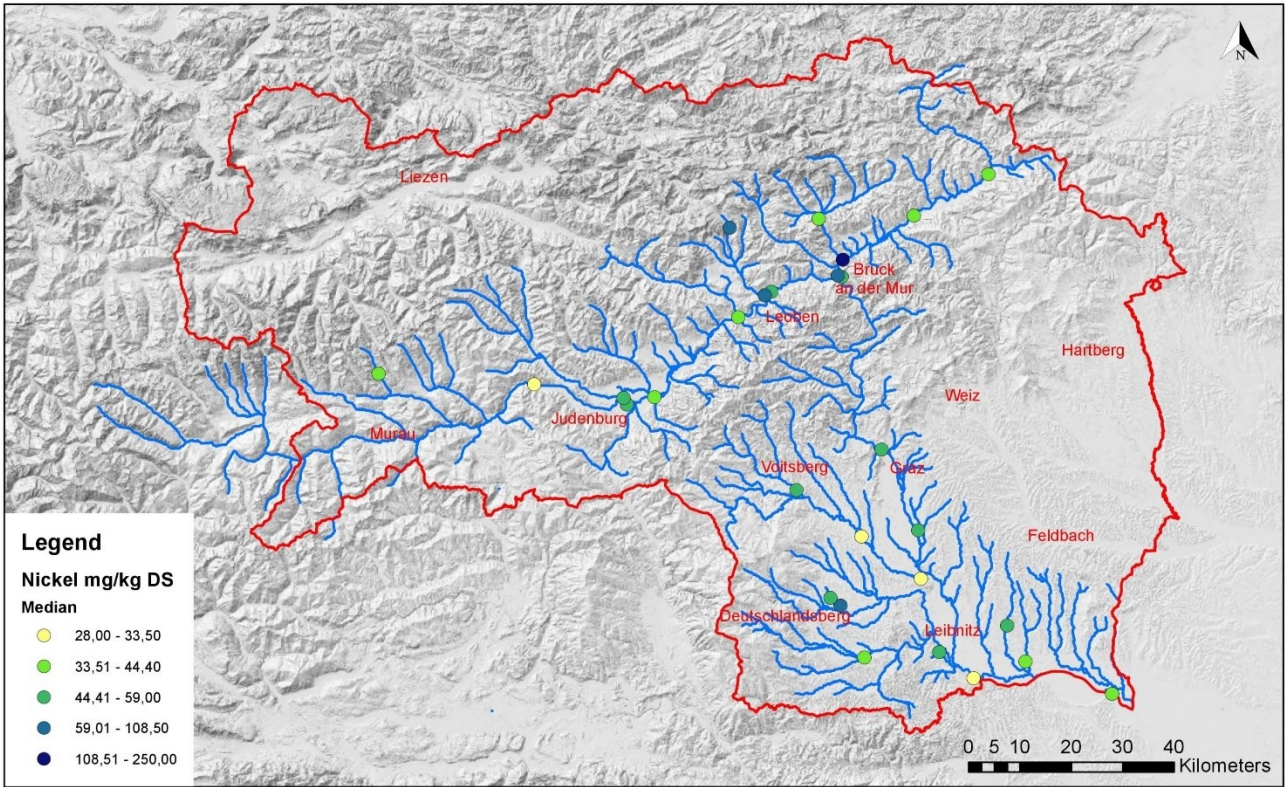 N
Liezen
Bruck
an der Mur
Leoben
Hartberg
Weiz
Judenburg
Murau
Voitsberg
Graz
Feldbach
Deutschlandsberg
Leibnitz
Legend
Nickel mg/kg DS
Median
28,00 - 33,50
33,51 - 44,40
44,41 - 59,00
59,01 - 108,50
108,51 - 250,00
0 5 10 20 30 40
Kilometers